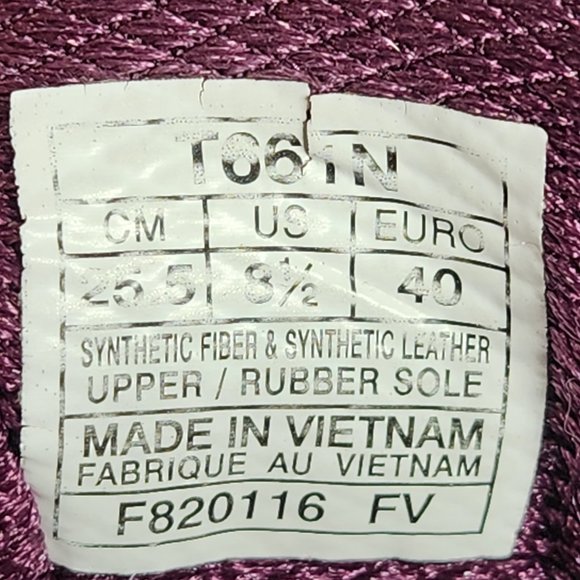 T661N
CM US EURO
25.5 8½ 40
SYNTHETIC FIBER & SYNTHETIC LEATHER
UPPER / RUBBER SOLE
MADE IN VIETNAM
FABRIQUE AU VIETNAM
F820116 FV